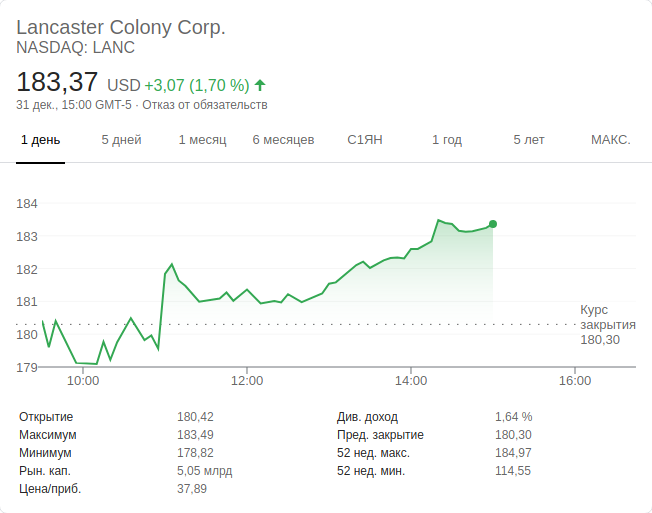 Lancaster Colony Corp.
NASDAQ: LANC
183,37 USD +3,07 (1,70 %)
31 дек., 15:00 GMT-5 · Отказ от обязательств
1 день 5 дней 1 месяц 6 месяцев С1ЯН 1 год 5 лет МАКС.
184
183
182
181
180
179
Курс
закрытия
180,30
10:00 12:00 14:00 16:00
Открытие 180,42 Див. доход 1,64 %
Максимум 183,49 Пред. закрытие 180,30
Минимум 178,82 52 нед. макс. 184,97
Рын. кап. 5,05 млрд 52 нед. мин. 114,55
Цена/приб. 37,89